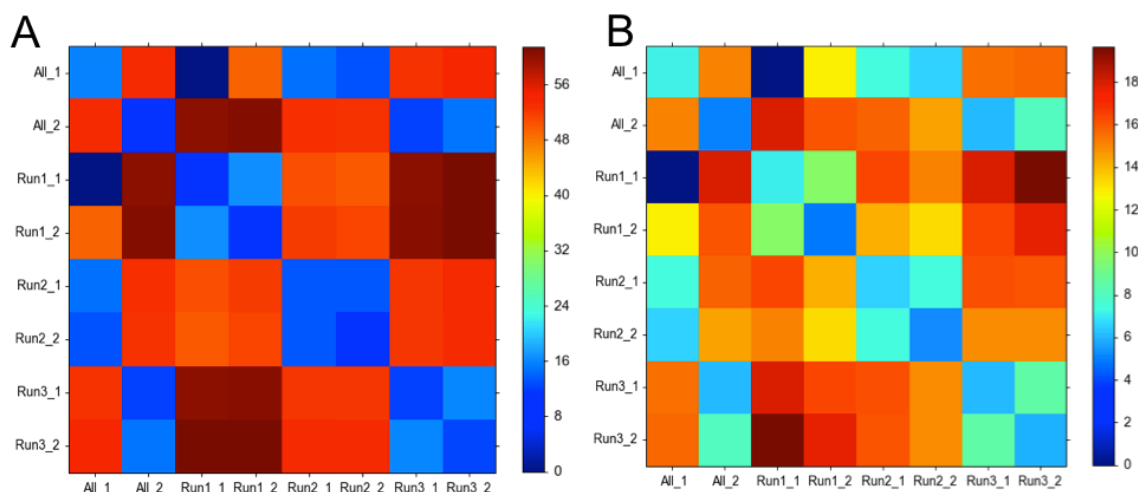 A
All_1
All_2
Run1_1
Run1_2
Run2_1
Run2_2
Run3_1
Run3_2
All_1 All_2 Run1_1 Run1_2 Run2_1 Run2_2 Run3_1 Run3_2
56
48
40
32
24
16
8
0
B
All_1
All_2
Run1_1
Run1_2
Run2_1
Run2_2
Run3_1
Run3_2
All_1 All_2 Run1_1 Run1_2 Run2_1 Run2_2 Run3_1 Run3_2
18
16
14
12
10
8
6
4
2
0